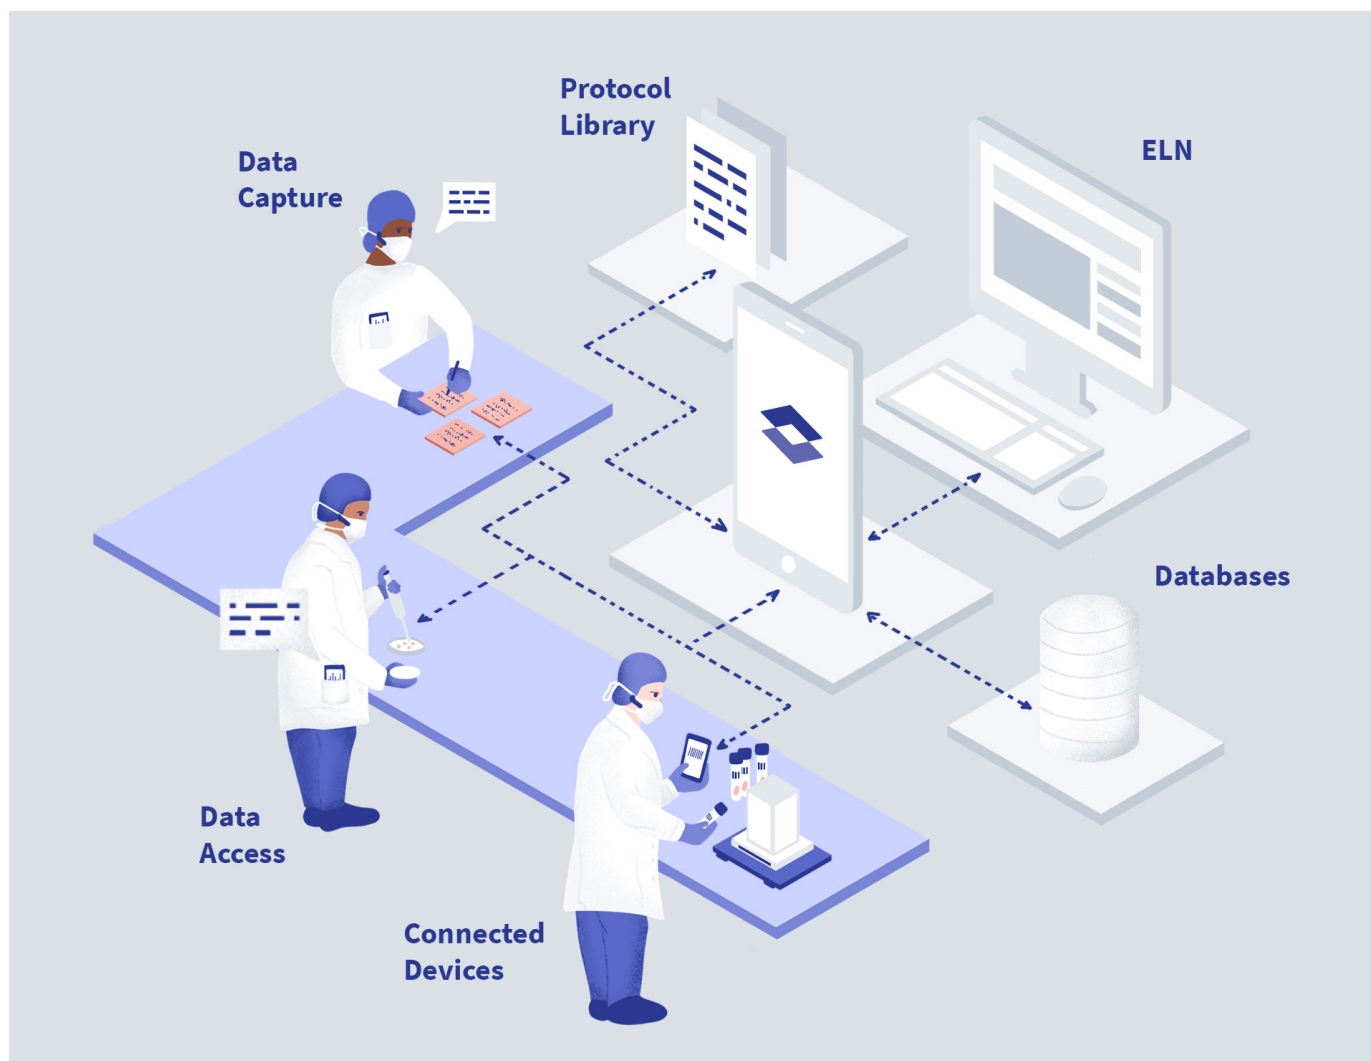 Protocol
Library
ELN
Data
Capture
Databases
Data
Access
Connected
Devices